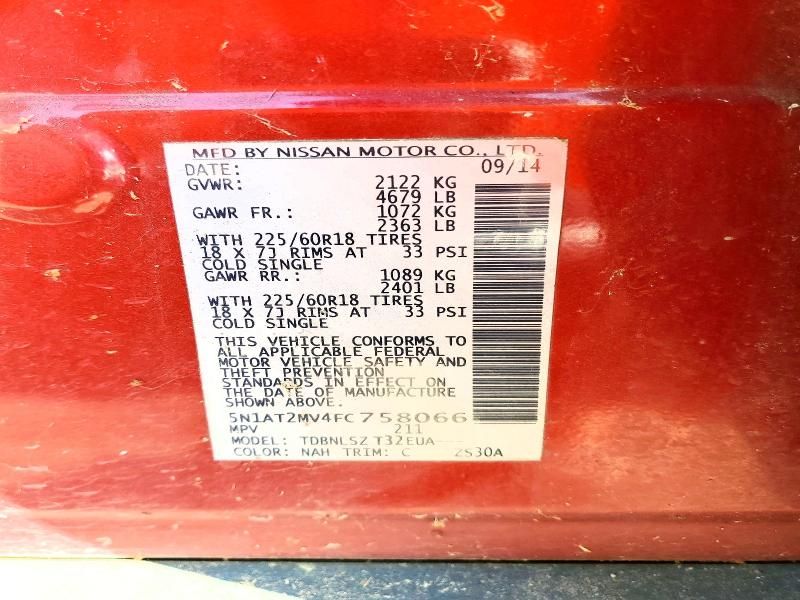 MFD BY NISSAN MOTOR CO., LTD.
DATE: 09/14
GVWR: 2122 KG
4679 LB
GAWR FR.: 1072 KG
2363 LB
WITH 225/60R18 TIRES
18 X 7J RIMS AT 33 PSI
COLD SINGLE
GAWR RR.: 1089 KG
2401 LB
WITH 225/60R18 TIRES
18 X 7J RIMS AT 33 PSI
COLD SINGLE
THIS VEHICLE CONFORMS TO
ALL APPLICABLE FEDERAL
MOTOR VEHICLE SAFETY AND
THEFT PREVENTION
STANDARDS IN EFFECT ON
THE DATE OF MANUFACTURE
SHOWN ABOVE.
5N1AT2MV4FC758066
MPV 211
MODEL: TDBNLSZ T32EUA---
COLOR: NAH TRIM: C ZS30A